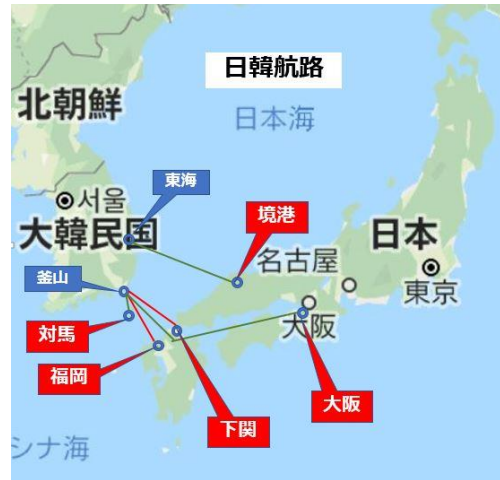 日韓航路
北朝鮮
日本海
東海
서울
大韓民国
境港
日本
名古屋
釜山
東京
対馬
大阪
福岡
大阪
下関
シナ海